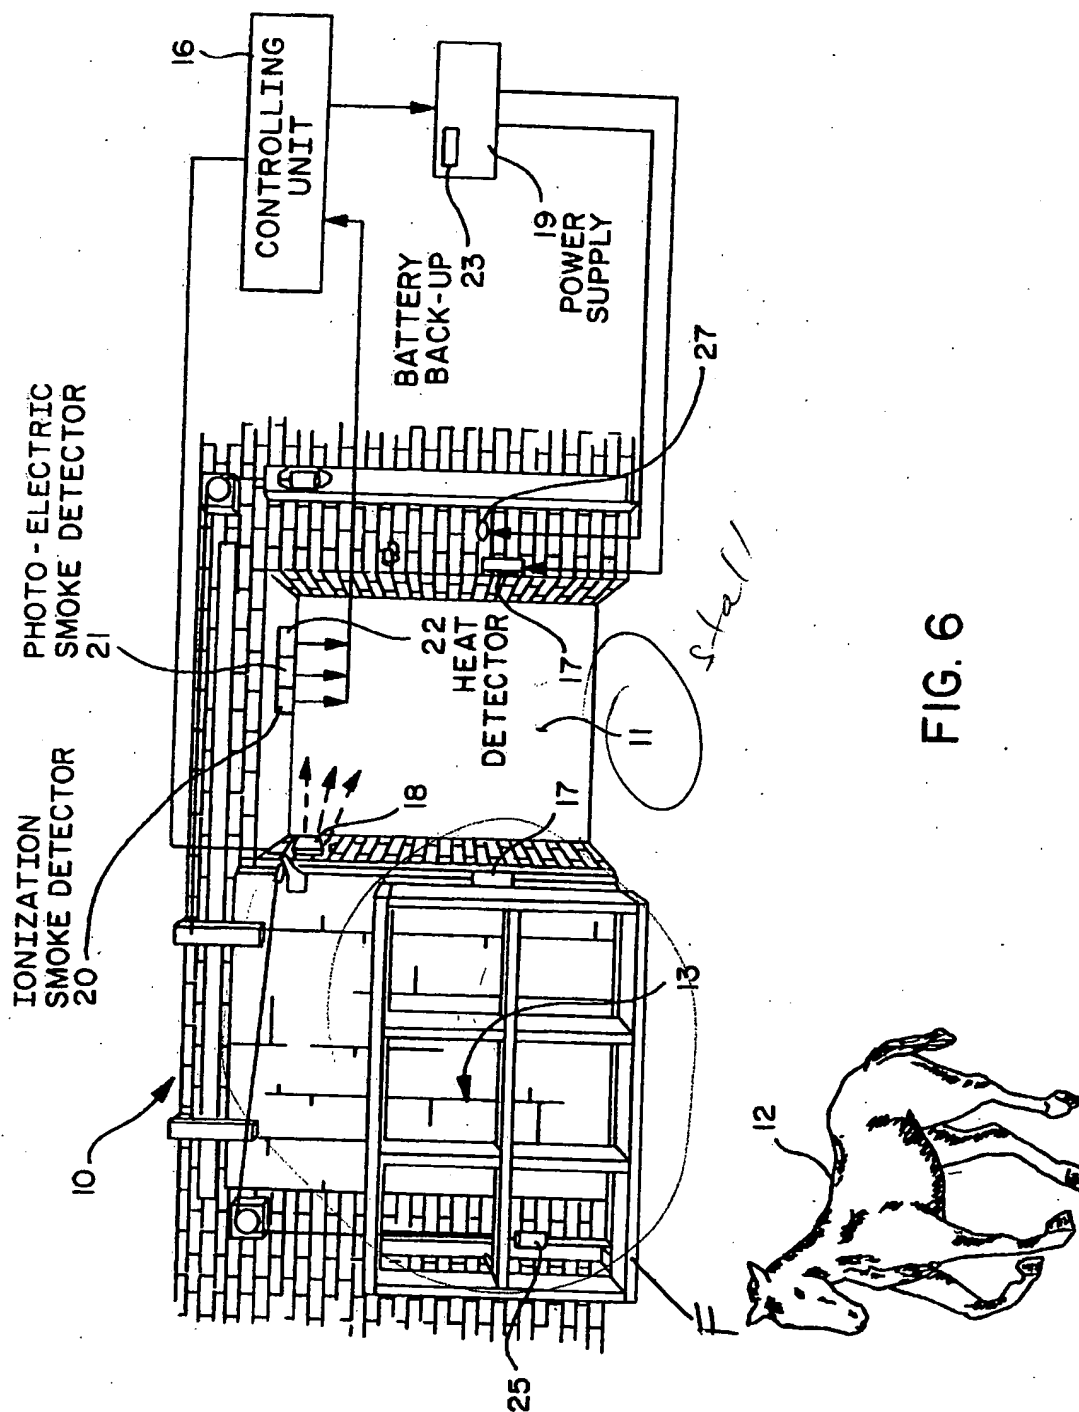 IONIZATION
SMOKE DETECTOR
20
PHOTO-ELECTRIC
SMOKE DETECTOR
21
10
16
CONTROLLING
UNIT
18
22
HEAT
DETECTOR
BATTERY
BACK-UP
23
19
POWER
SUPPLY
17
17
13
11
27
25
F
stall
12
FIG. 6